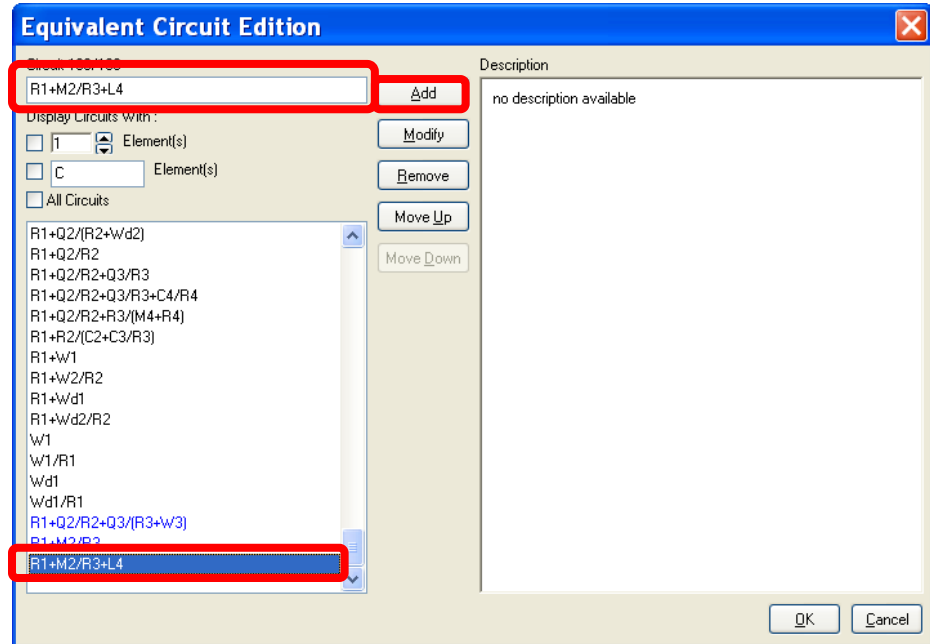 Equivalent Circuit Edition
R1+M2/R3+L4
Display Circuits With :
1 Element(s)
C Element(s)
All Circuits
R1+Q2/(R2+Wd2)
R1+Q2/R2
R1+Q2/R2+Q3/R3
R1+Q2/R2+Q3/R3+C4/R4
R1+Q2/R2+R3/(M4+R4)
R1+R2/(C2+C3/R3)
R1+W1
R1+W2/R2
R1+Wd1
R1+Wd2/R2
W1
W1/R1
Wd1
Wd1/R1
R1+Q2/R2+Q3/(R3+W3)
R1+M2/R3
R1+M2/R3+L4
Add
Modify
Remove
Move Up
Move Down
Description
no description available
OK
Cancel